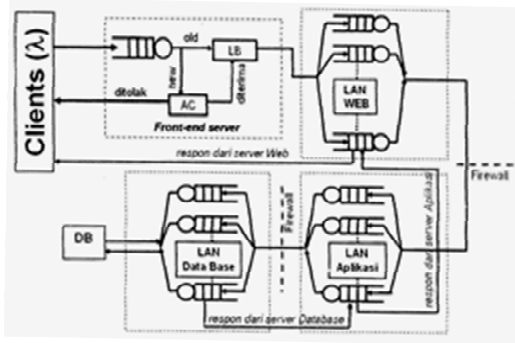 Clients (λ)
old
LB
new
ditolak
AC
diterima
Front-end server
LAN
WEB
respon dari server Web
Firewall
respon dari server Aplikasi
DB
LAN
Data Base
Firewall
LAN
Aplikasi
respon dari server Database